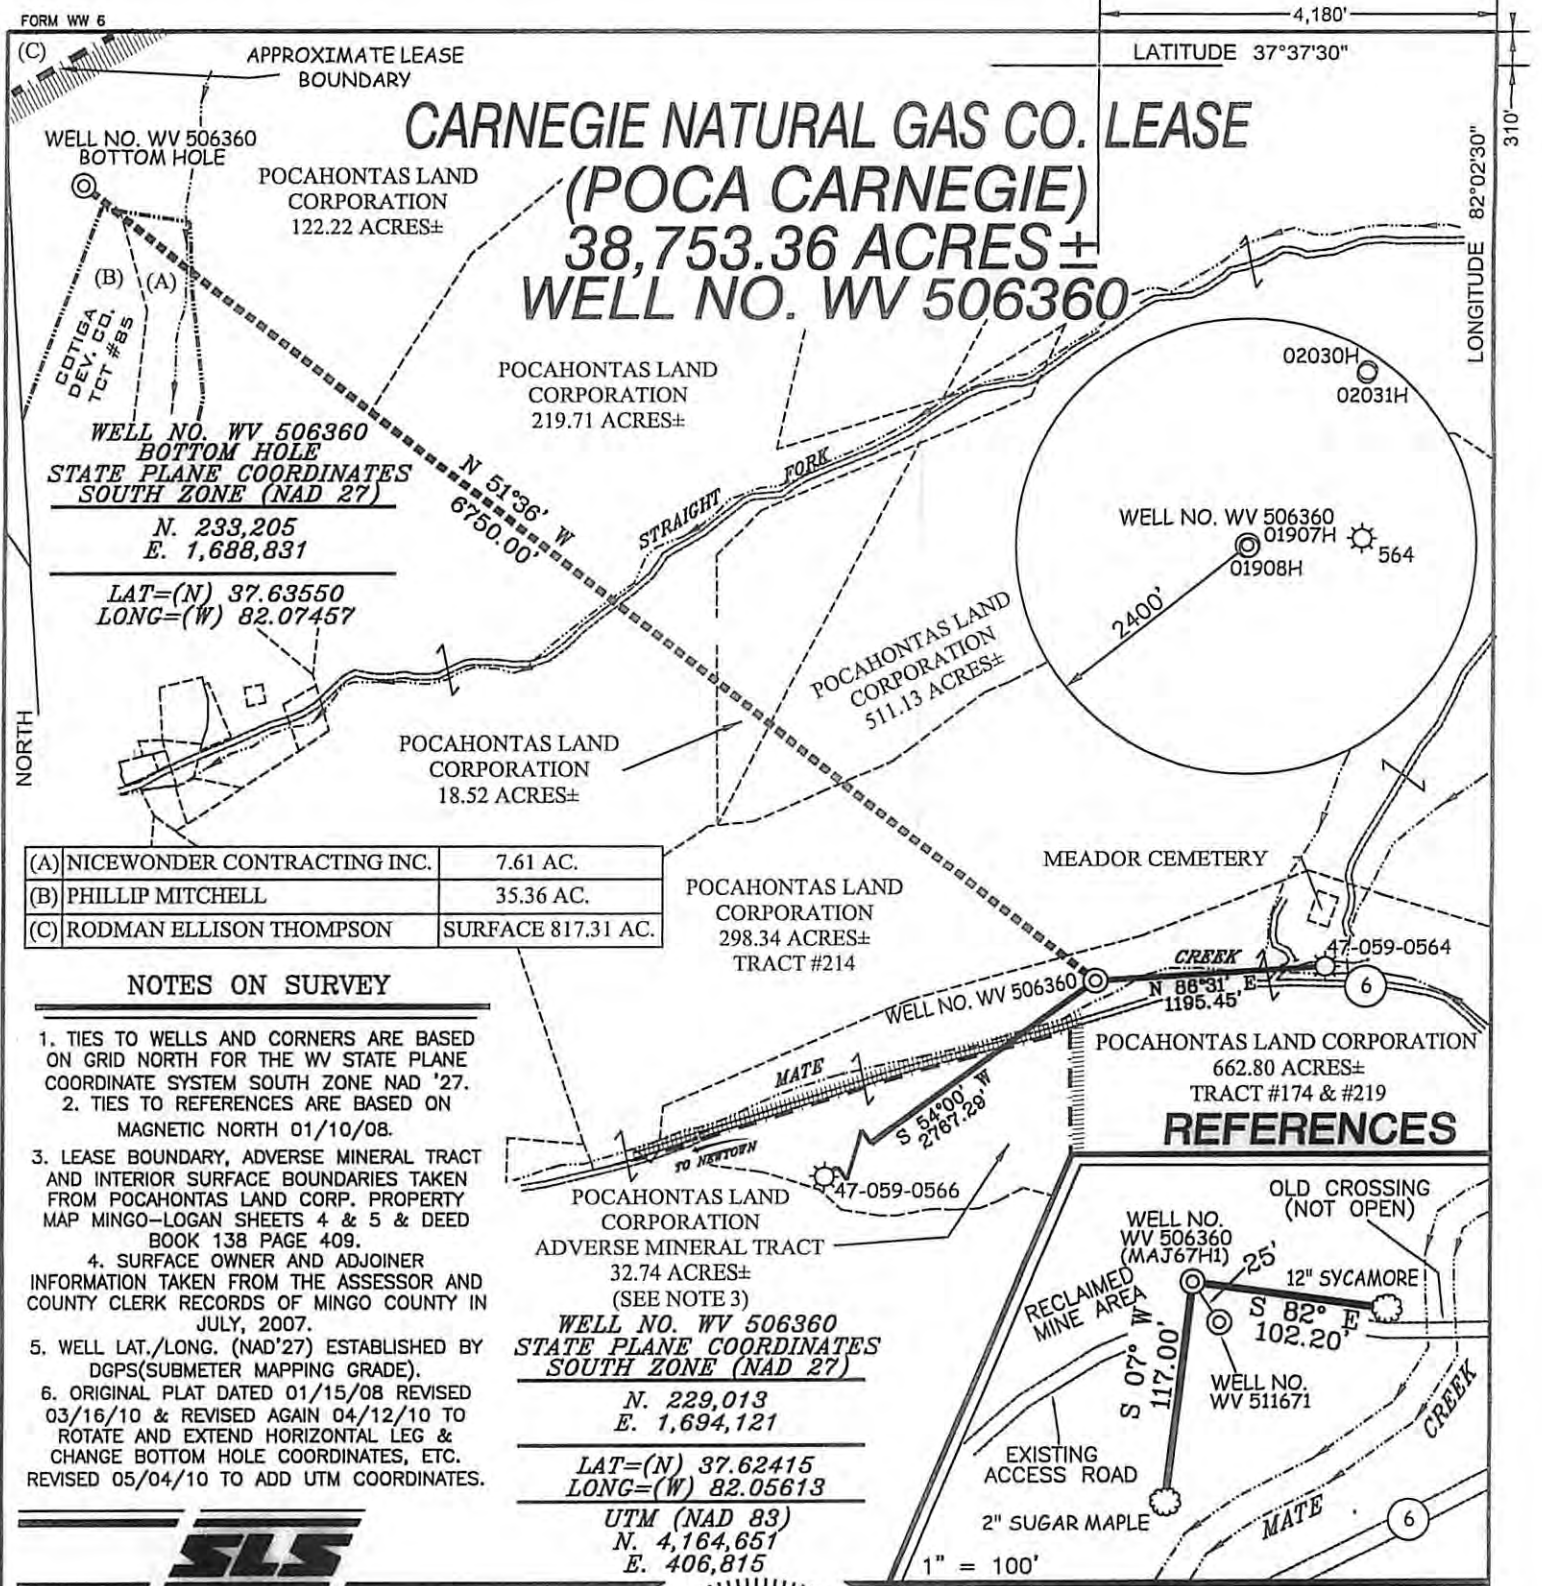 FORM WW 6
4,180'
(C)
APPROXIMATE LEASE
BOUNDARY
LATITUDE 37°37'30"
310'
LONGITUDE 82°02'30"
CARNEGIE NATURAL GAS CO. LEASE
(POCA CARNEGIE)
38,753.36 ACRES±
WELL NO. WV 506360
WELL NO. WV 506360
BOTTOM HOLE
POCAHONTAS LAND
CORPORATION
122.22 ACRES±
(B)
(A)
COTIGA
DEV. CO.
TCT #85
POCAHONTAS LAND
CORPORATION
219.71 ACRES±
02030H
02031H
WELL NO. WV 506360
BOTTOM HOLE
STATE PLANE COORDINATES
SOUTH ZONE (NAD 27)
N. 233,205
E. 1,688,831
LAT=(N) 37.63550
LONG=(W) 82.07457
N 51°36' W
6750.00'
STRAIGHT FORK
WELL NO. WV 506360
01907H
01908H
564
2400'
POCAHONTAS LAND
CORPORATION
511.13 ACRES±
NORTH
POCAHONTAS LAND
CORPORATION
18.52 ACRES±
(A) NICEWONDER CONTRACTING INC. 7.61 AC.
(B) PHILLIP MITCHELL 35.36 AC.
(C) RODMAN ELLISON THOMPSON SURFACE 817.31 AC.
MEADOR CEMETERY
POCAHONTAS LAND
CORPORATION
298.34 ACRES±
TRACT #214
WELL NO. WV 506360
CREEK
N 86°31' E
1195.45'
47-059-0564
6
MATE
S 54°00' W
2767.29'
TO NEWTOWN
47-059-0566
POCAHONTAS LAND CORPORATION
662.80 ACRES±
TRACT #174 & #219
POCAHONTAS LAND
CORPORATION
ADVERSE MINERAL TRACT
32.74 ACRES±
(SEE NOTE 3)
NOTES ON SURVEY
1. TIES TO WELLS AND CORNERS ARE BASED
ON GRID NORTH FOR THE WV STATE PLANE
COORDINATE SYSTEM SOUTH ZONE NAD '27.
2. TIES TO REFERENCES ARE BASED ON
MAGNETIC NORTH 01/10/08.
3. LEASE BOUNDARY, ADVERSE MINERAL TRACT
AND INTERIOR SURFACE BOUNDARIES TAKEN
FROM POCAHONTAS LAND CORP. PROPERTY
MAP MINGO-LOGAN SHEETS 4 & 5 & DEED
BOOK 138 PAGE 409.
4. SURFACE OWNER AND ADJOINER
INFORMATION TAKEN FROM THE ASSESSOR AND
COUNTY CLERK RECORDS OF MINGO COUNTY IN
JULY, 2007.
5. WELL LAT./LONG. (NAD'27) ESTABLISHED BY
DGPS(SUBMETER MAPPING GRADE).
6. ORIGINAL PLAT DATED 01/15/08 REVISED
03/16/10 & REVISED AGAIN 04/12/10 TO
ROTATE AND EXTEND HORIZONTAL LEG &
CHANGE BOTTOM HOLE COORDINATES, ETC.
REVISED 05/04/10 TO ADD UTM COORDINATES.
SLS
WELL NO. WV 506360
STATE PLANE COORDINATES
SOUTH ZONE (NAD 27)
N. 229,013
E. 1,694,121
LAT=(N) 37.62415
LONG=(W) 82.05613
UTM (NAD 83)
N. 4,164,651
E. 406,815
REFERENCES
OLD CROSSING
(NOT OPEN)
WELL NO.
WV 506360
(MAJ67H1)
25'
12" SYCAMORE
S 82° E
102.20'
RECLAIMED
MINE AREA
S 07° W
117.00'
WELL NO.
WV 511671
EXISTING
ACCESS ROAD
2" SUGAR MAPLE
MATE CREEK
6
1" = 100'